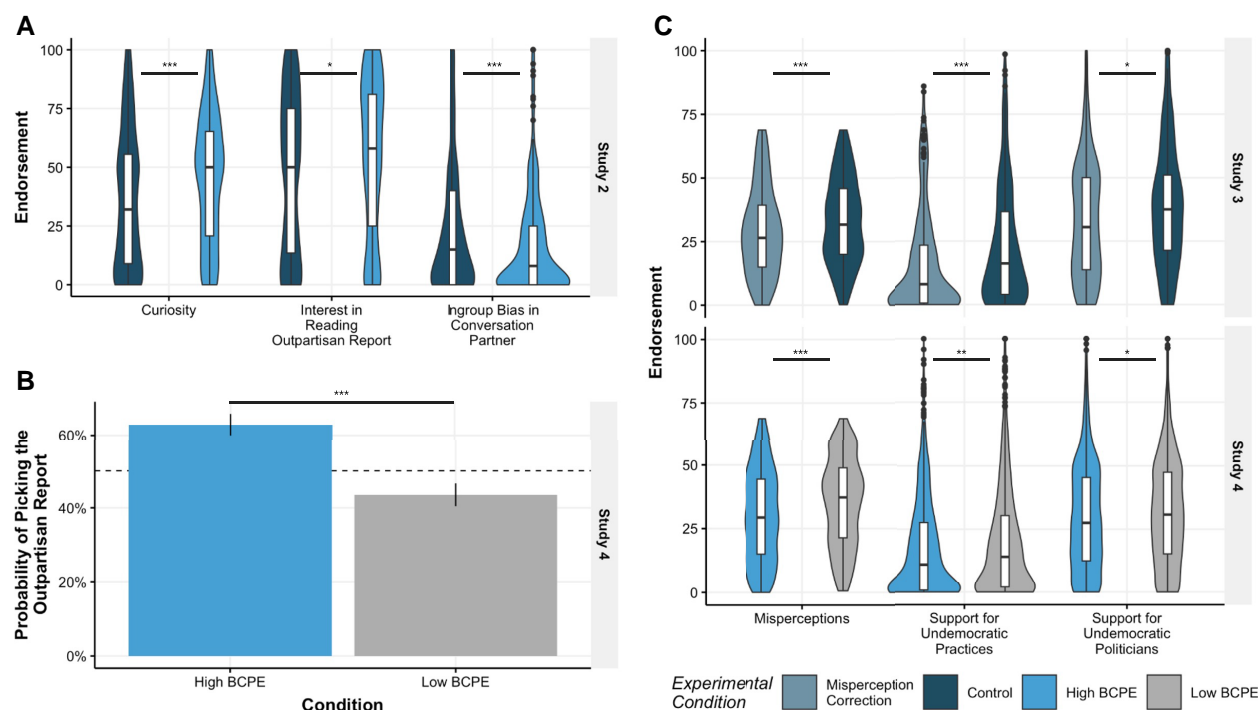 A
Endorsement
100
75
50
25
0
***
*
***
Study 2
Curiosity
Interest in
Reading
Outpartisan Report
Ingroup Bias in
Conversation
Partner
B
Probability of Picking the
Outpartisan Report
60%
40%
20%
0%
***
Study 4
High BCPE
Low BCPE
Condition
C
Endorsement
100
75
50
25
0
***
***
*
Study 3
100
75
50
25
0
***
**
*
Study 4
Misperceptions
Support for
Undemocratic
Practices
Support for
Undemocratic
Politicians
Experimental
Condition
Misperception
Correction
Control
High BCPE
Low BCPE